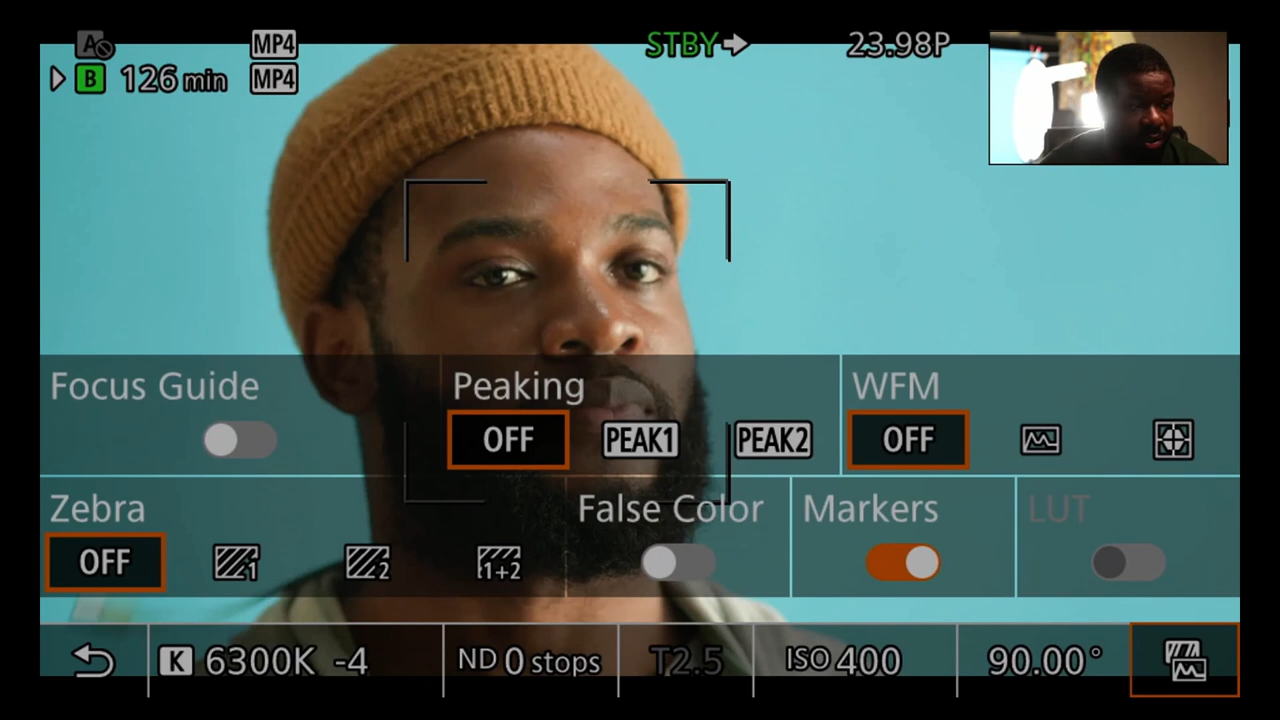 A MP4 STBY 23.98P
B 126 min MP4
Focus Guide Peaking WFM
OFF PEAK1 PEAK2 OFF
Zebra False Color Markers LUT
OFF 1 2 1+2
K 6300K -4 ND 0 stops T2.5 ISO 400 90.00°